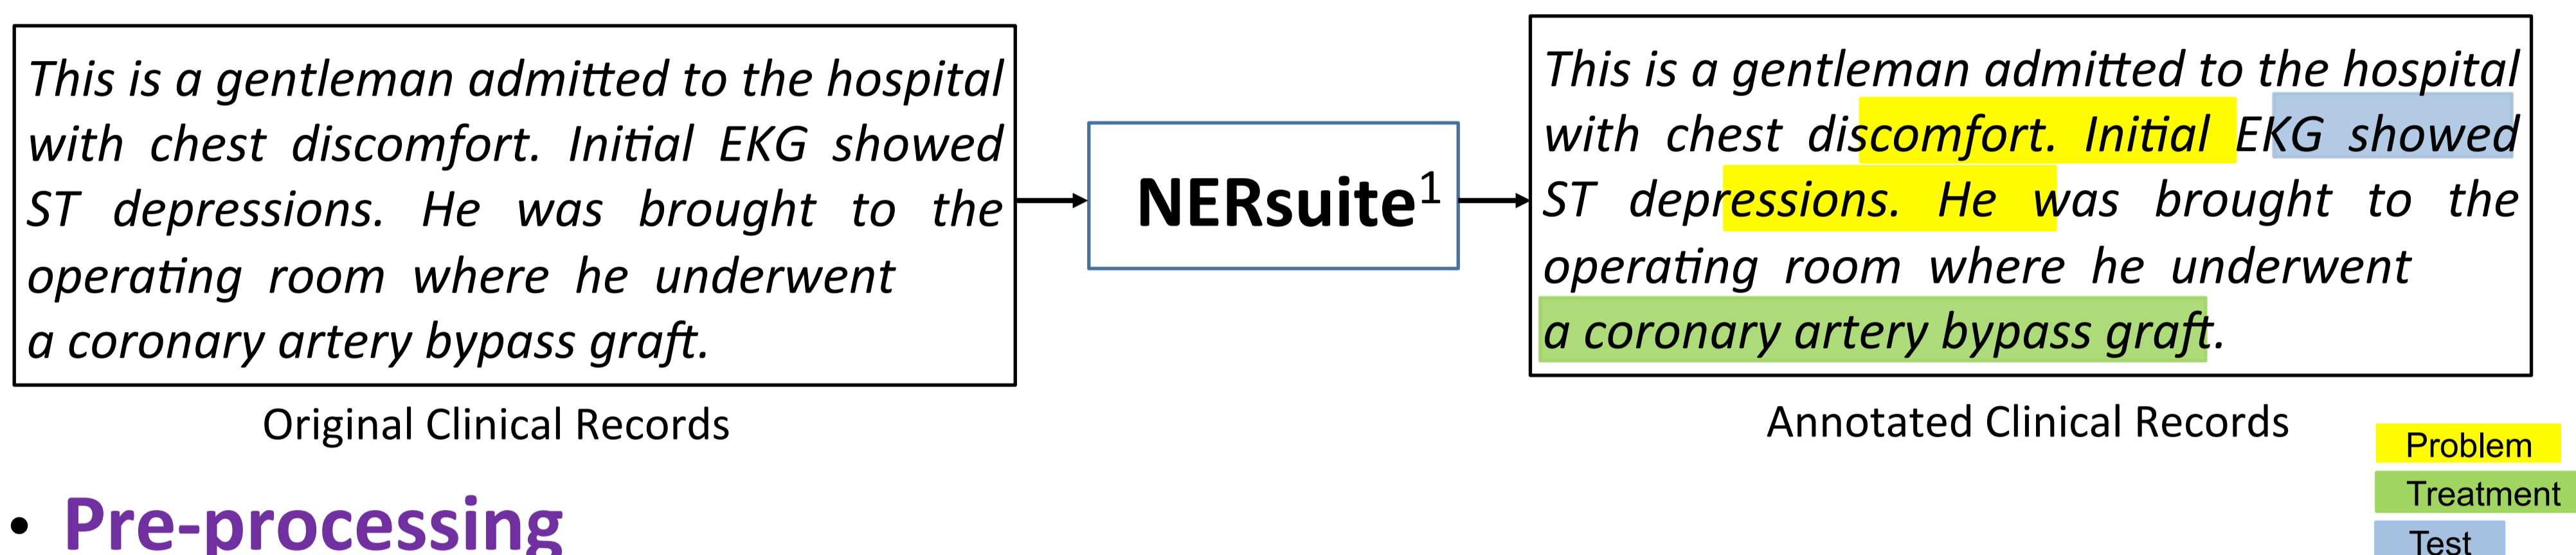 This is a gentleman admitted to the hospital
with chest discomfort. Initial EKG showed
ST depressions. He was brought to the
operating room where he underwent
a coronary artery bypass graft.
Original Clinical Records
NERsuite1
This is a gentleman admitted to the hospital
with chest discomfort. Initial EKG showed
ST depressions. He was brought to the
operating room where he underwent
a coronary artery bypass graft.
Annotated Clinical Records
Problem
Treatment
Test
• Pre-processing